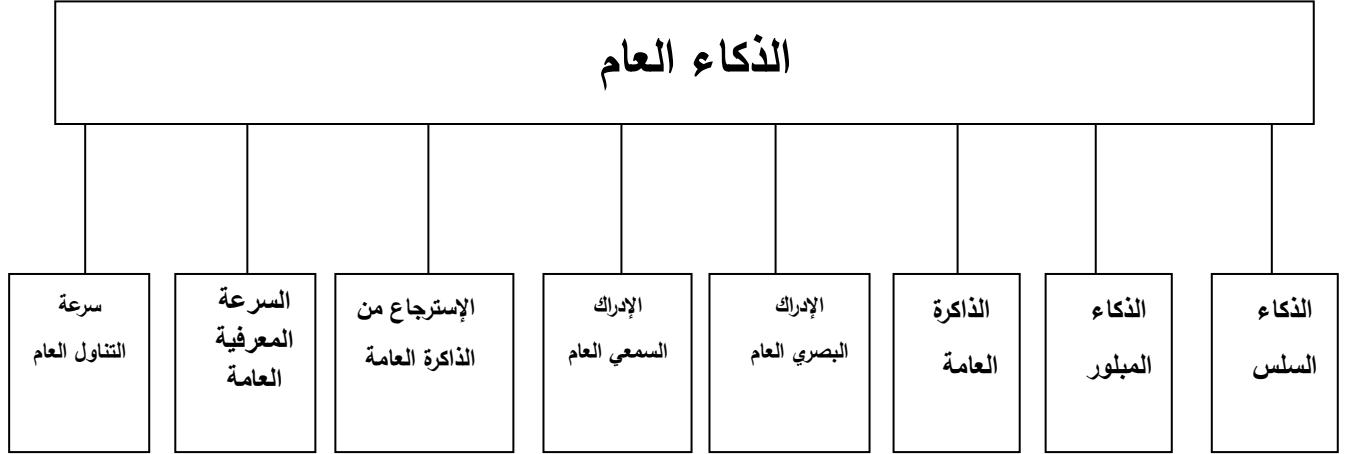 الذكاء العام
الذكاء
السلس
الذكاء
المبلور
الذاكرة
العامة
الإدراك
البصري العام
الإدراك
السمعي العام
الإسترجاع من
الذاكرة العامة
السرعة
المعرفية
العامة
سرعة
التناول العام